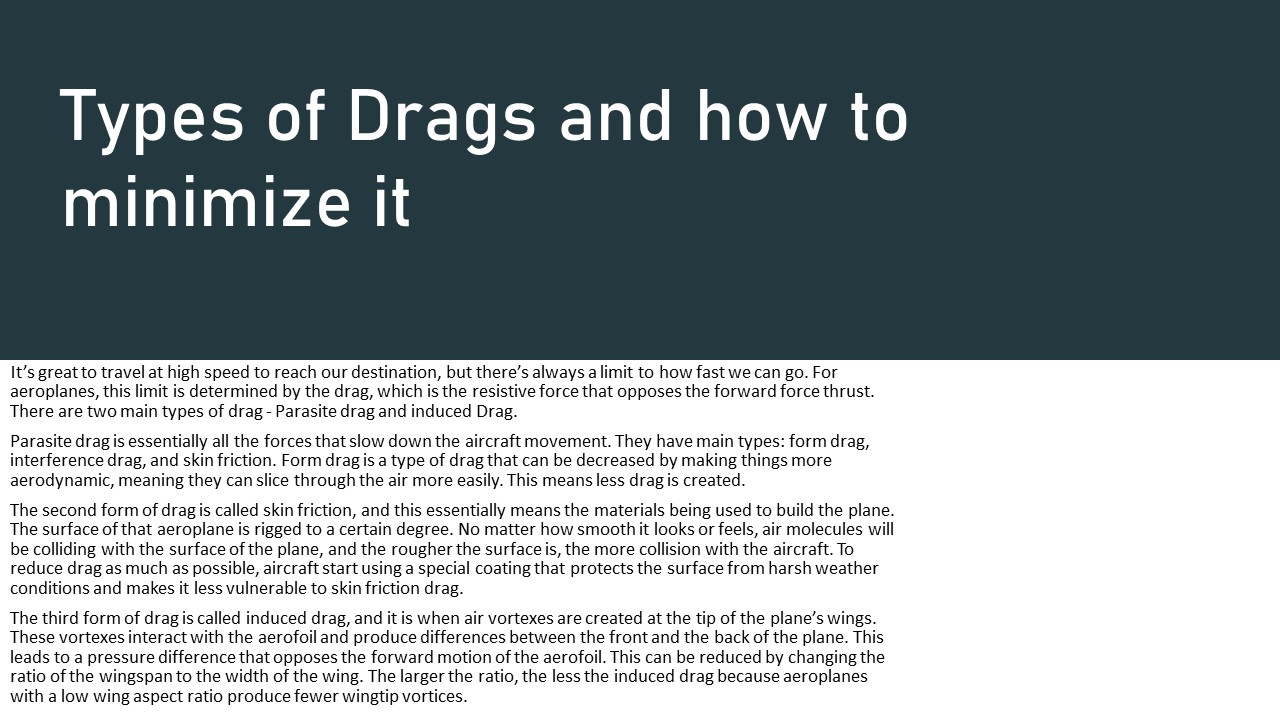 Types of Drags and how to
minimize it
It’s great to travel at high speed to reach our destination, but there’s always a limit to how fast we can go. For
aeroplanes, this limit is determined by the drag, which is the resistive force that opposes the forward force thrust.
There are two main types of drag - Parasite drag and induced Drag.
Parasite drag is essentially all the forces that slow down the aircraft movement. They have main types: form drag,
interference drag, and skin friction. Form drag is a type of drag that can be decreased by making things more
aerodynamic, meaning they can slice through the air more easily. This means less drag is created.
The second form of drag is called skin friction, and this essentially means the materials being used to build the plane.
The surface of that aeroplane is rigged to a certain degree. No matter how smooth it looks or feels, air molecules will
be colliding with the surface of the plane, and the rougher the surface is, the more collision with the aircraft. To
reduce drag as much as possible, aircraft start using a special coating that protects the surface from harsh weather
conditions and makes it less vulnerable to skin friction drag.
The third form of drag is called induced drag, and it is when air vortexes are created at the tip of the plane’s wings.
These vortexes interact with the aerofoil and produce differences between the front and the back of the plane. This
leads to a pressure difference that opposes the forward motion of the aerofoil. This can be reduced by changing the
ratio of the wingspan to the width of the wing. The larger the ratio, the less the induced drag because aeroplanes
with a low wing aspect ratio produce fewer wingtip vortices.